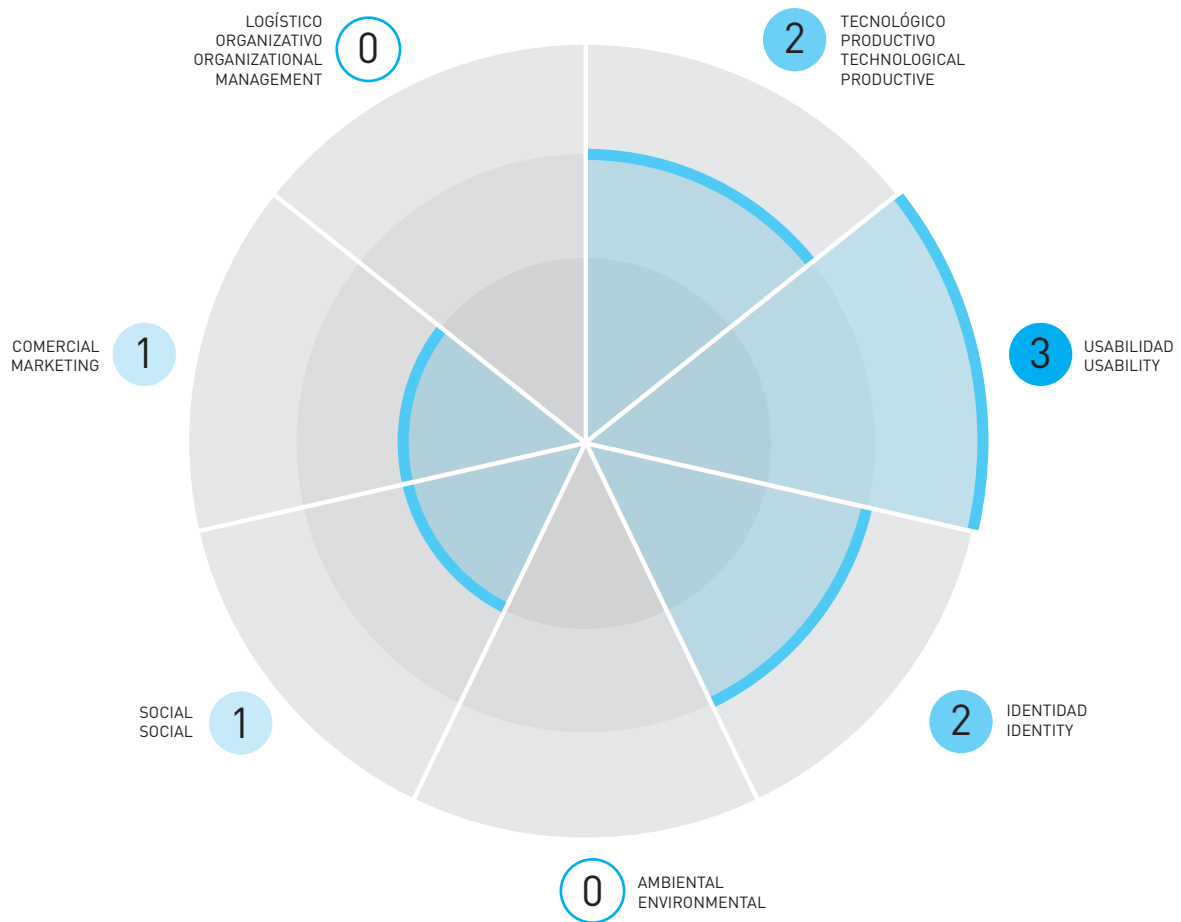 LOGÍSTICO
ORGANIZATIVO
ORGANIZATIONAL
MANAGEMENT
0
2
TECNOLÓGICO
PRODUCTIVO
TECHNOLOGICAL
PRODUCTIVE
COMERCIAL
MARKETING
1
3
USABILIDAD
USABILITY
SOCIAL
SOCIAL
1
2
IDENTIDAD
IDENTITY
0
AMBIENTAL
ENVIRONMENTAL